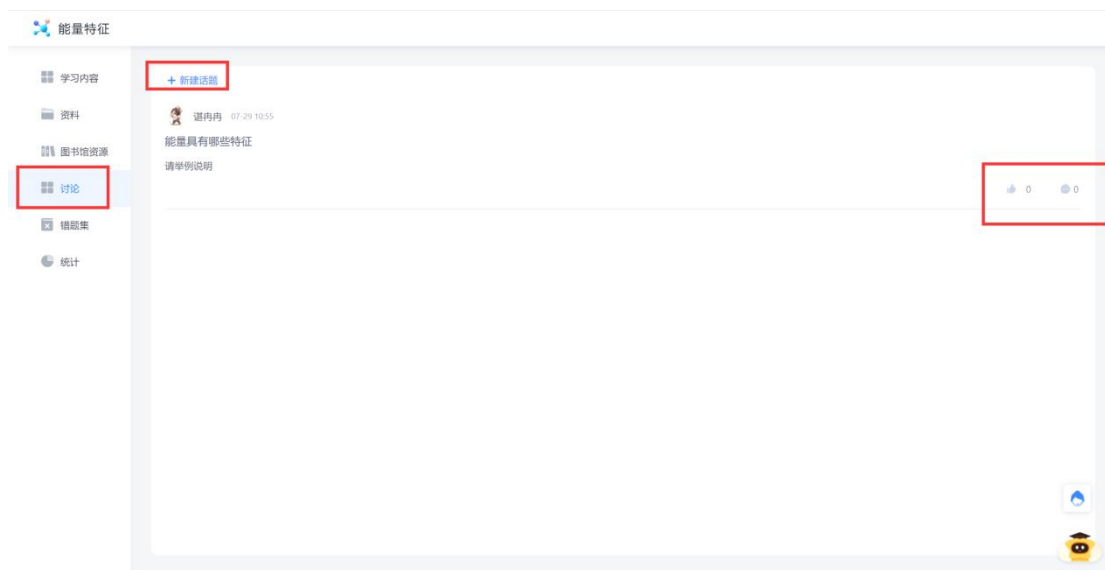 能量特征
学习内容
资料
图书馆资源
讨论
错题集
统计
+ 新建话题
谌冉冉 07-29 10:55
能量具有哪些特征
请举例说明
0 0